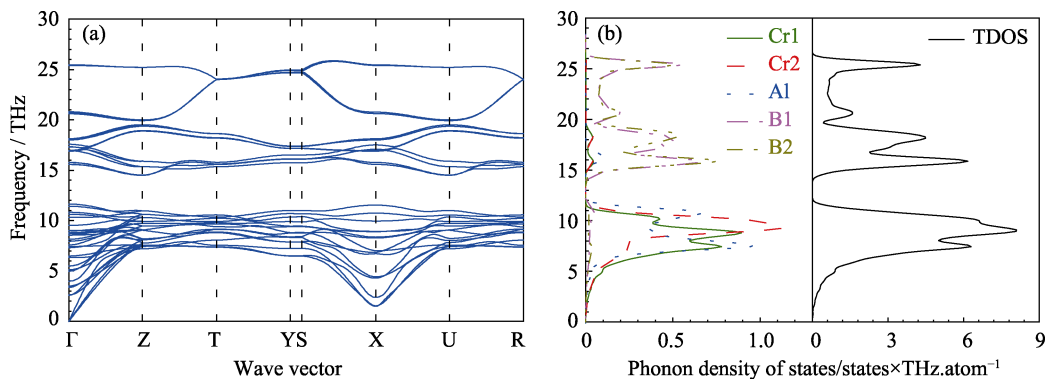 (a)
Frequency / THz
30
25
20
15
10
5
0
Γ Z T Y S X U R
Wave vector
(b)
30
25
20
15
10
5
0
Cr1
Cr2
Al
B1
B2
TDOS
0 0.5 1.0 0 3 6 9
Phonon density of states/states×THz.atom⁻¹